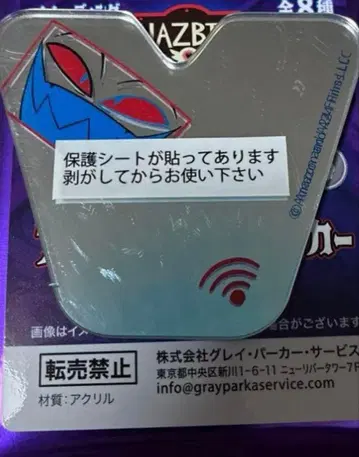 全8種
HAZBI
保護シートが貼ってあります
剥がしてからお使い下さい
カー
画像はイメ
場合がございます
転売禁止
材質：アクリル
株式会社グレイ・パーカー・サービス
東京都中央区新川1-6-11 ニューリバータワー7F
info@grayparkaservice.com